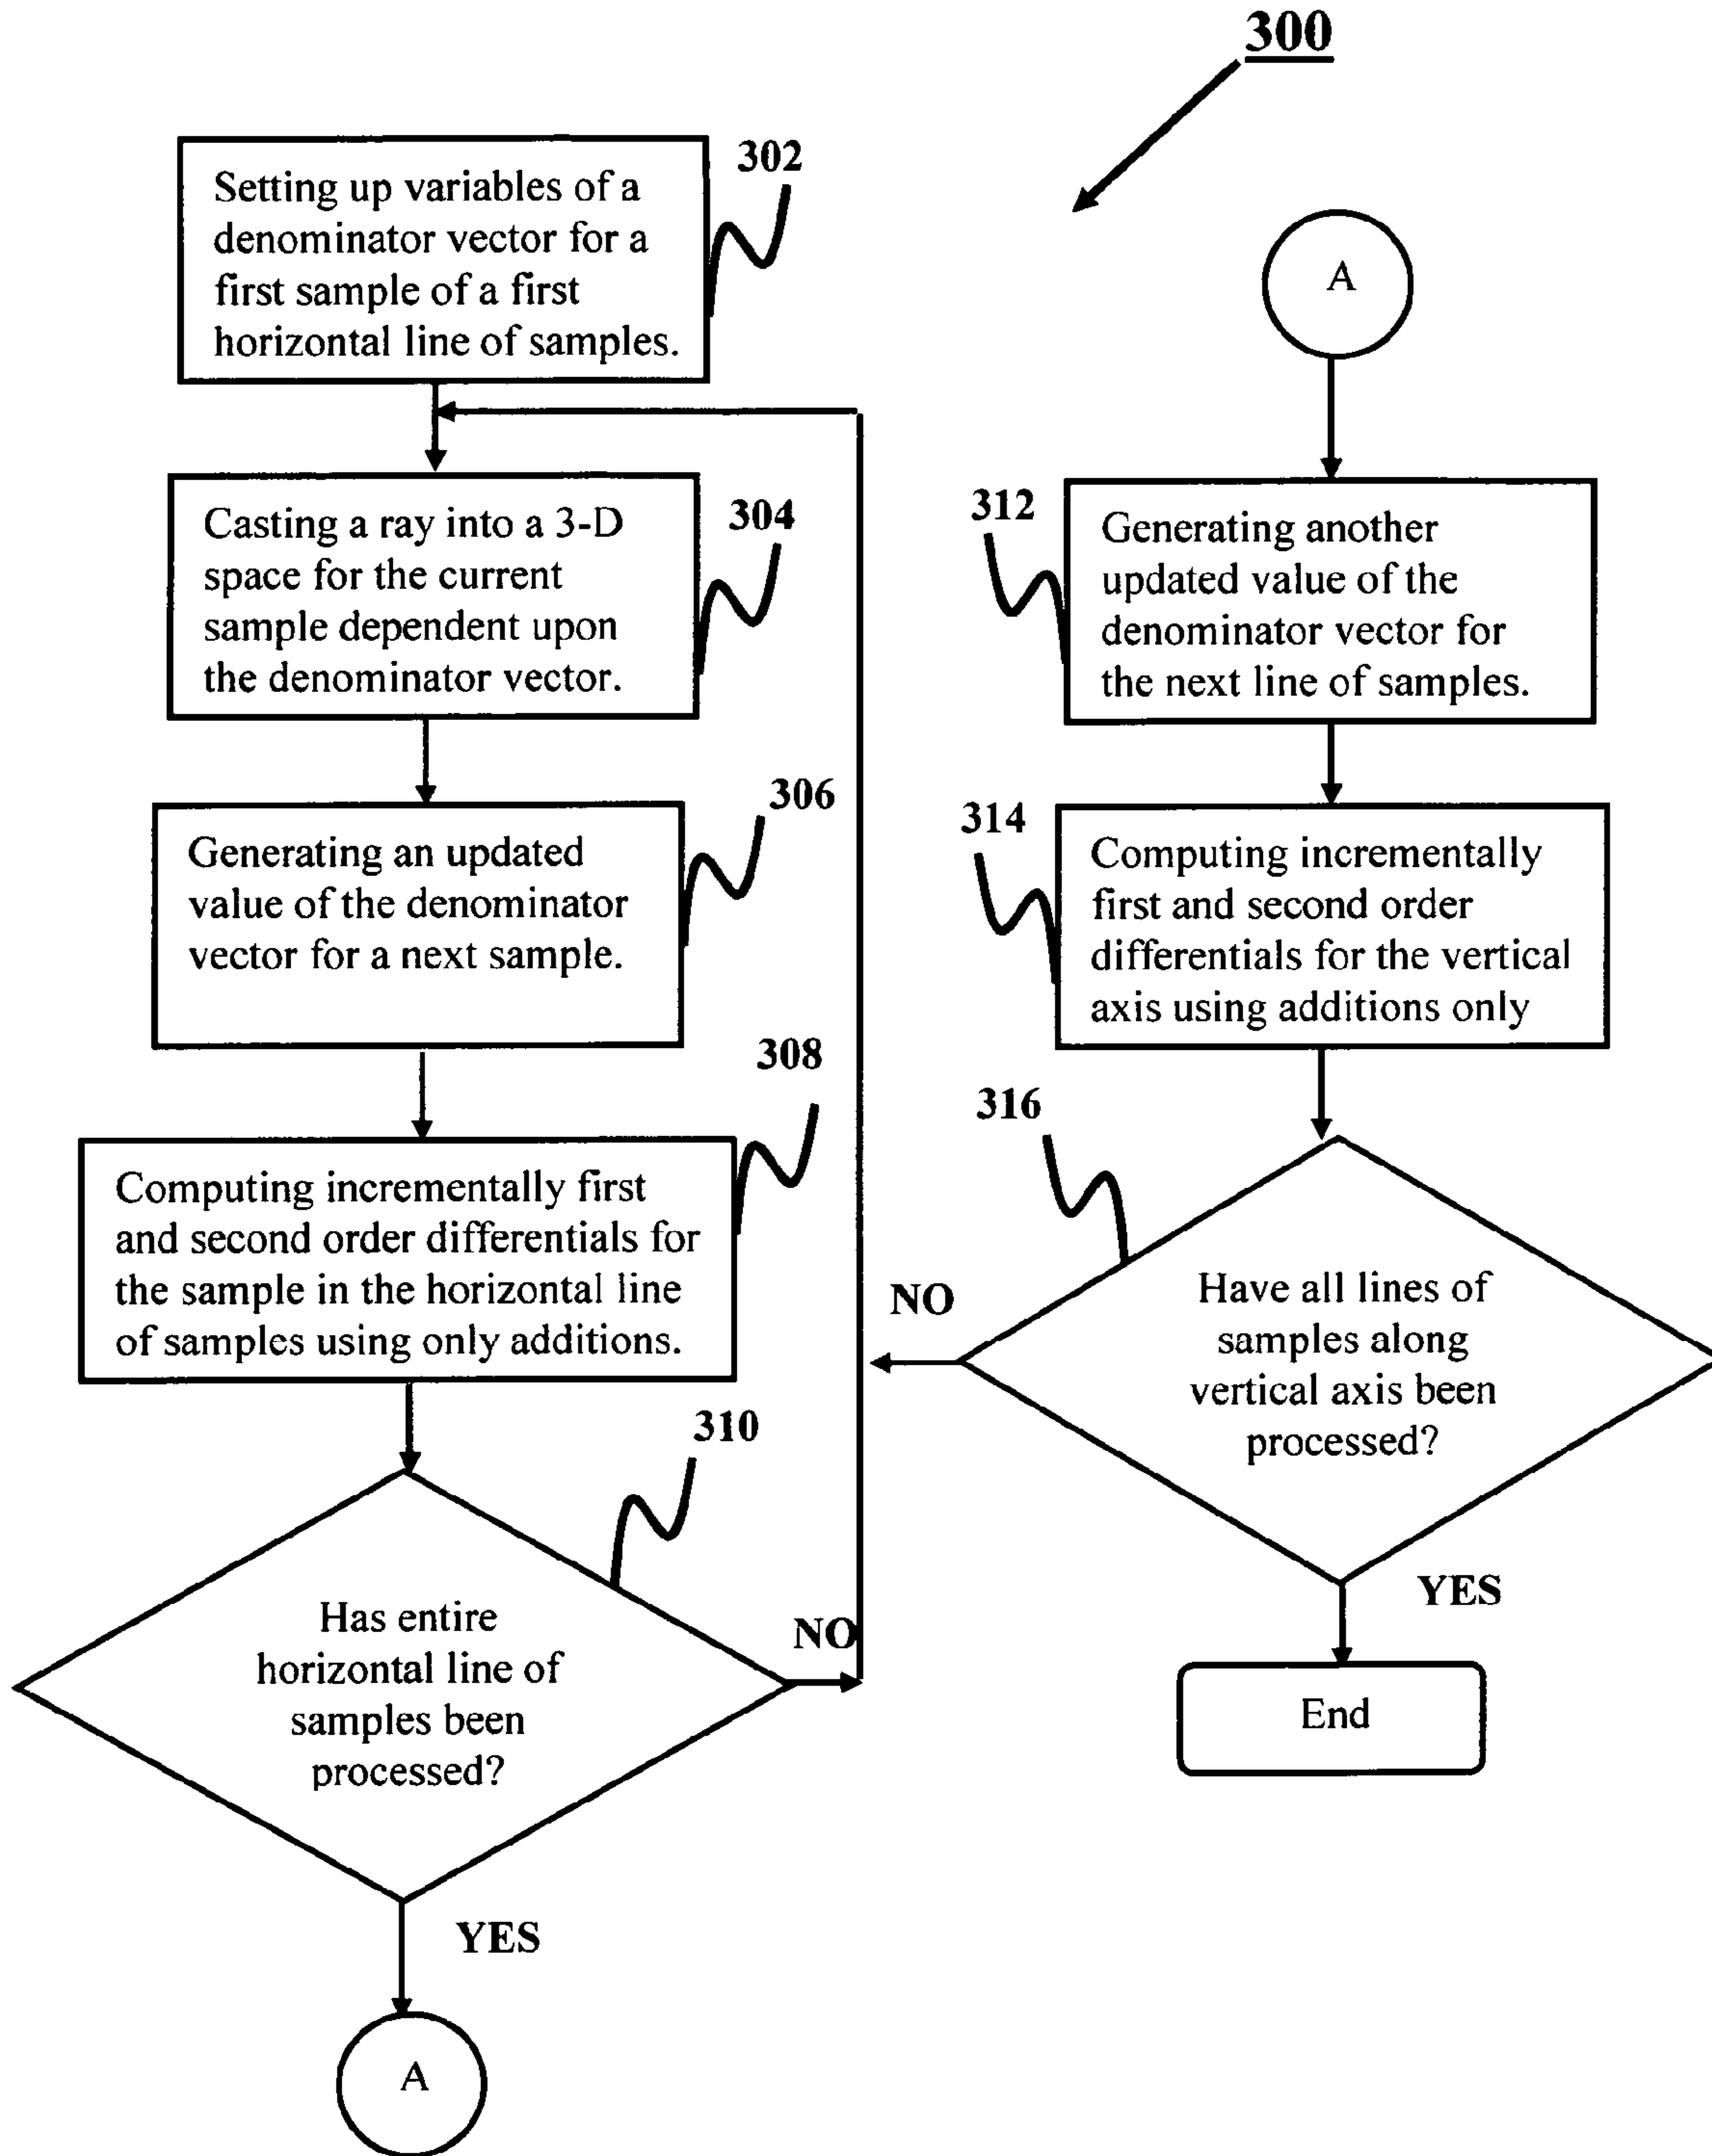 300
302
Setting up variables of a
denominator vector for a
first sample of a first
horizontal line of samples.
304
Casting a ray into a 3-D
space for the current
sample dependent upon
the denominator vector.
306
Generating an updated
value of the denominator
vector for a next sample.
308
Computing incrementally first
and second order differentials for
the sample in the horizontal line
of samples using only additions.
310
Has entire
horizontal line of
samples been
processed?
NO
YES
A
A
312
Generating another
updated value of the
denominator vector for
the next line of samples.
314
Computing incrementally
first and second order
differentials for the vertical
axis using additions only
316
Have all lines of
samples along
vertical axis been
processed?
NO
YES
End